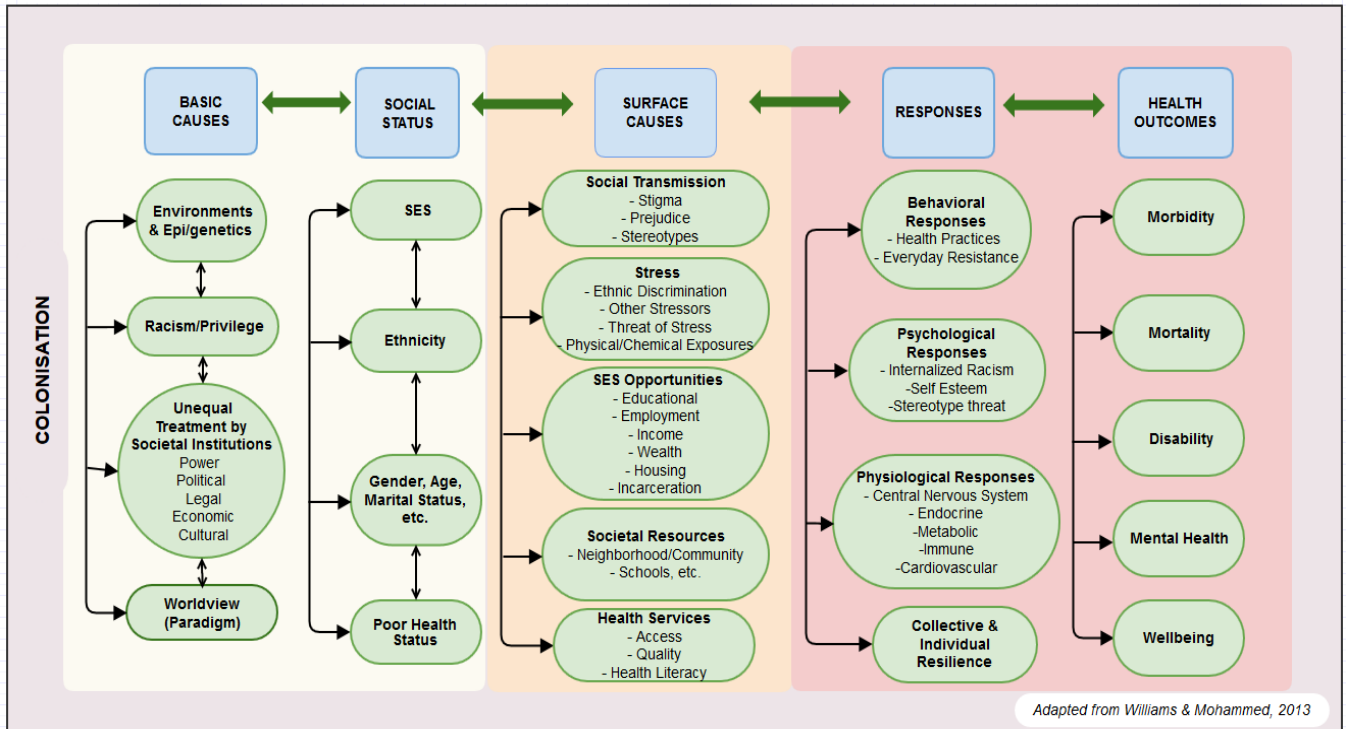 COLONISATION
BASIC
CAUSES
Environments
& Epi/genetics
Racism/Privilege
Unequal
Treatment by
Societal Institutions
Power
Political
Legal
Economic
Cultural
Worldview
(Paradigm)
SOCIAL
STATUS
SES
Ethnicity
Gender, Age,
Marital Status,
etc.
Poor Health
Status
SURFACE
CAUSES
Social Transmission
- Stigma
- Prejudice
- Stereotypes
Stress
- Ethnic Discrimination
- Other Stressors
- Threat of Stress
- Physical/Chemical Exposures
SES Opportunities
- Educational
- Employment
- Income
- Wealth
- Housing
- Incarceration
Societal Resources
- Neighborhood/Community
- Schools, etc.
Health Services
- Access
- Quality
- Health Literacy
RESPONSES
Behavioral
Responses
- Health Practices
- Everyday Resistance
Psychological
Responses
- Internalized Racism
-Self Esteem
-Stereotype threat
Physiological Responses
- Central Nervous System
- Endocrine
-Metabolic
-Immune
- Cardiovascular
Collective &
Individual
Resilience
HEALTH
OUTCOMES
Morbidity
Mortality
Disability
Mental Health
Wellbeing
Adapted from Williams & Mohammed, 2013